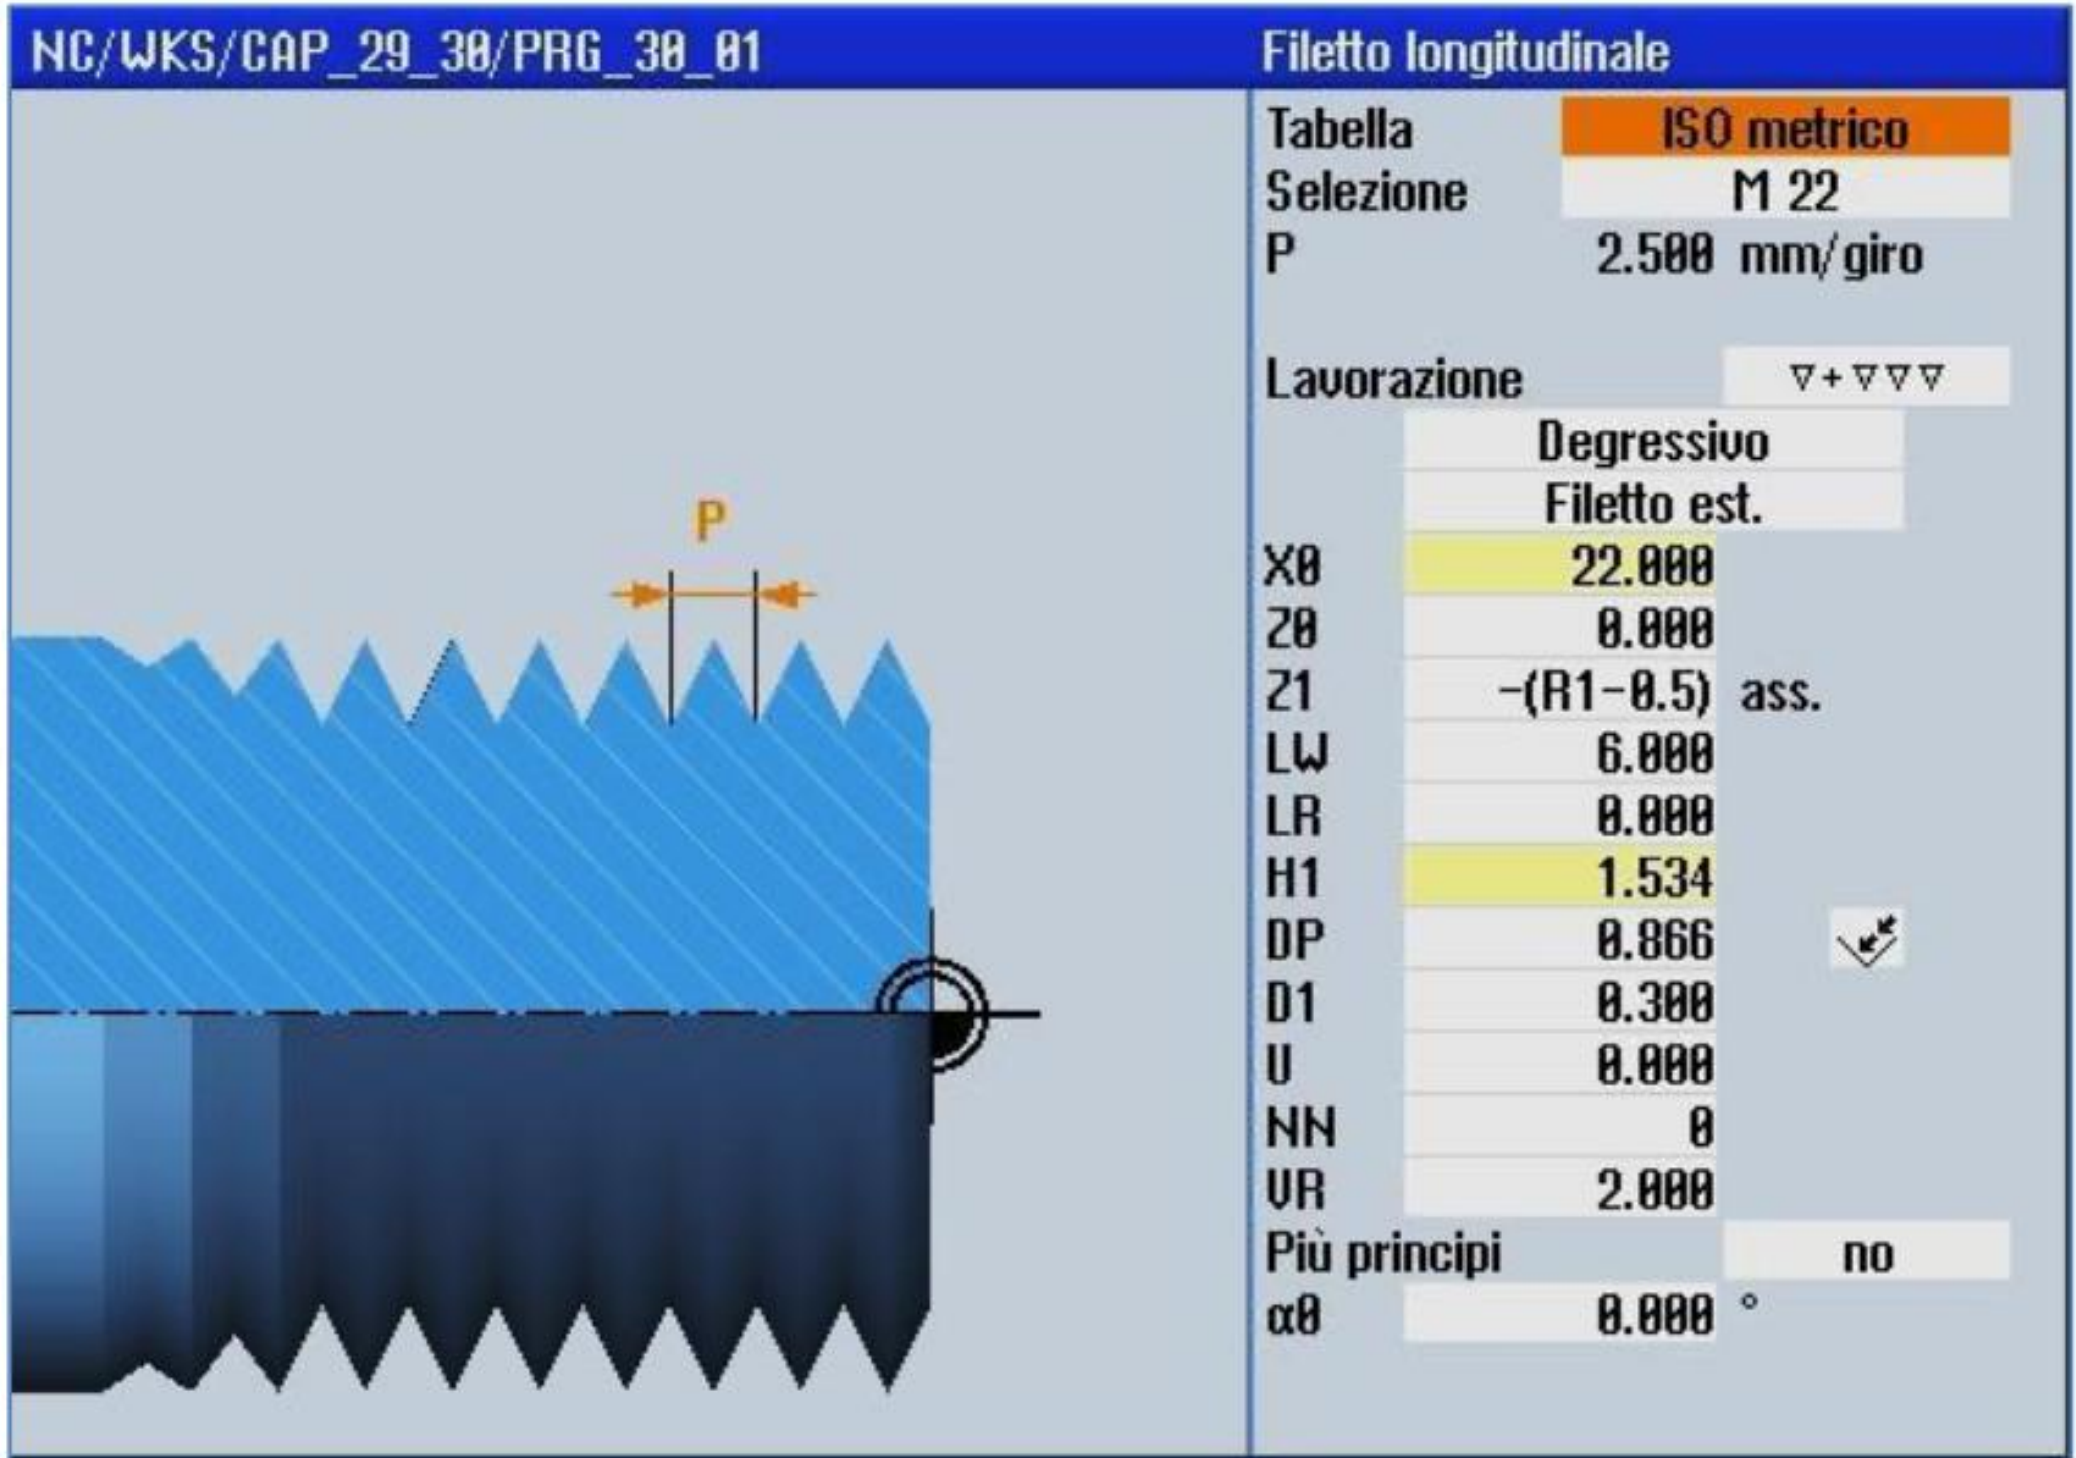 NC/WKS/CAP_29_30/PRG_30_01
Filetto longitudinale
Tabella ISO metrico
Selezione M 22
P 2.500 mm/giro
Lavorazione ▽+▽▽▽
Degressivo
Filetto est.
X0 22.000
Z0 0.000
Z1 -(R1-0.5) ass.
LW 6.000
LR 0.000
H1 1.534
DP 0.866
D1 0.300
U 0.000
NN 0
VR 2.000
Più principi no
α0 0.000 °
P